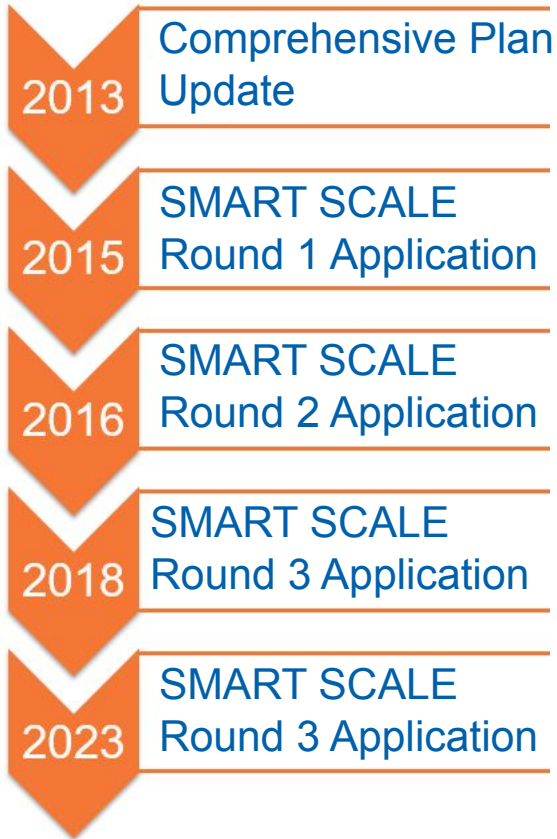 2013
Comprehensive Plan
Update
2015
SMART SCALE
Round 1 Application
2016
SMART SCALE
Round 2 Application
2018
SMART SCALE
Round 3 Application
2023
SMART SCALE
Round 3 Application